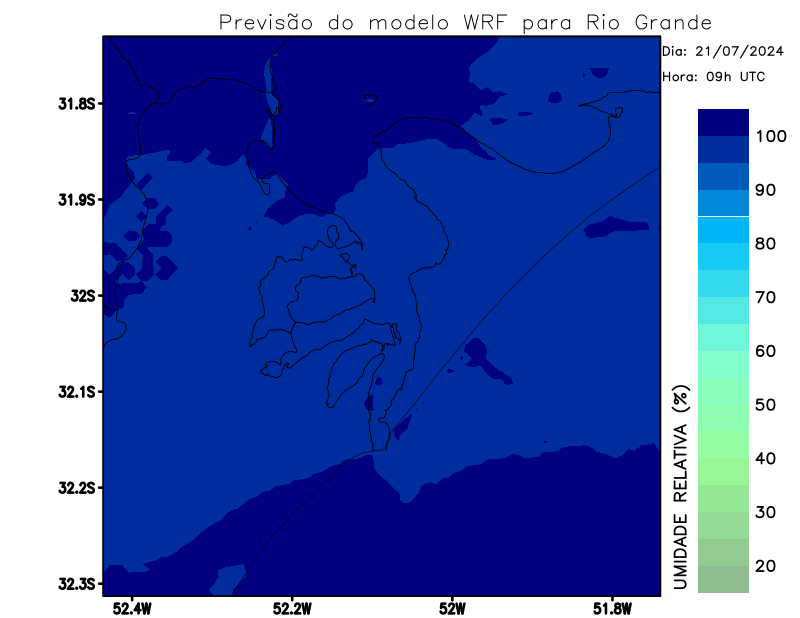 Previsão do modelo WRF para Rio Grande
Dia: 21/07/2024
Hora: 09h UTC
31.8S
31.9S
32S
32.1S
32.2S
32.3S
52.4W
52.2W
52W
51.8W
UMIDADE RELATIVA (%)
100
90
80
70
60
50
40
30
20